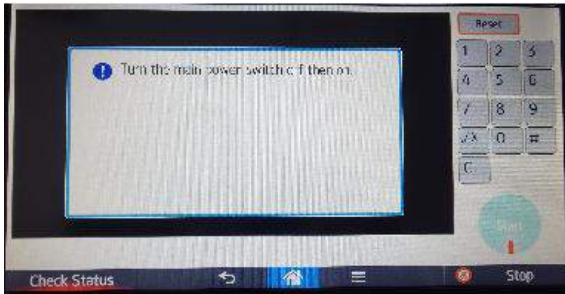 Reset
Turn the main power switch off then on.
1 2 3
4 5 6
7 8 9
./* 0 #
C
Start
Check Status
Stop